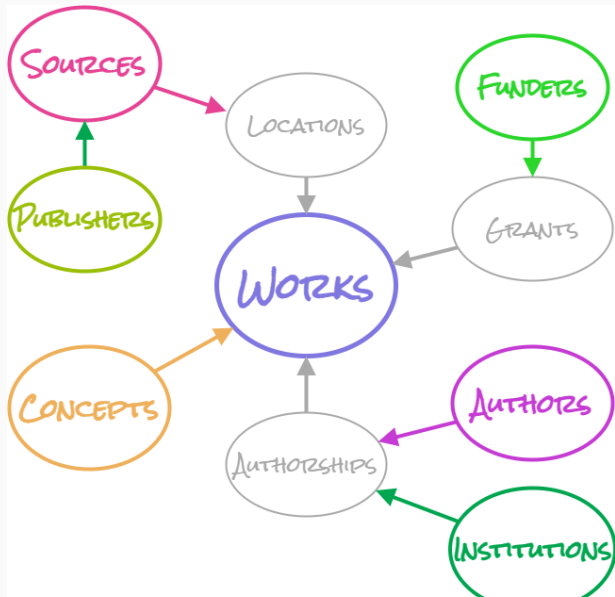 Sources
Funders
Locations
Publishers
Grants
Works
Concepts
Authors
Authorships
Institutions